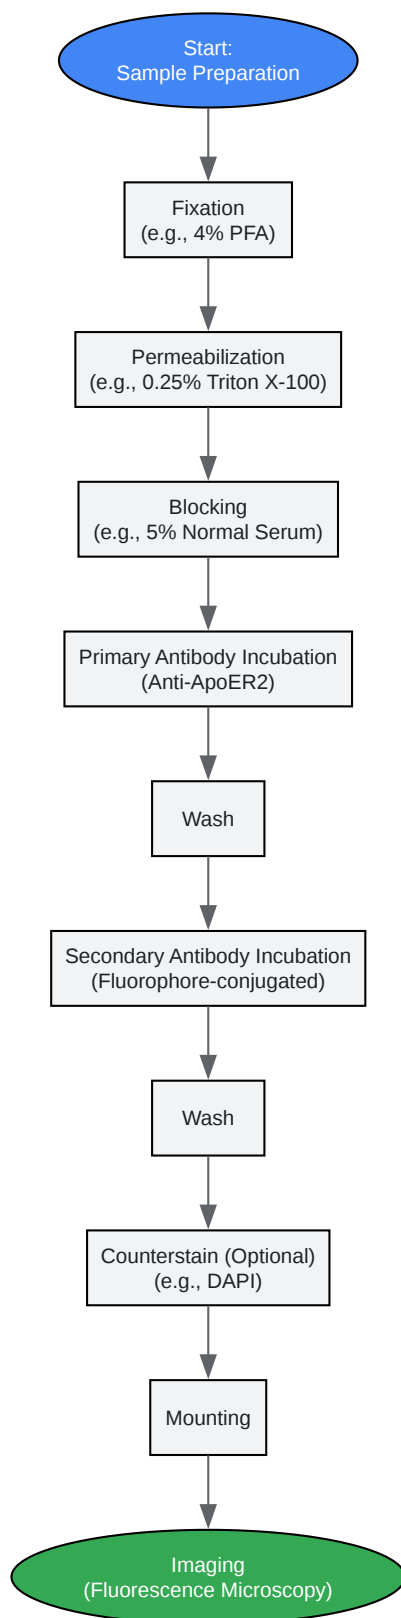 Start:
Sample Preparation
Fixation
(e.g., 4% PFA)
Permeabilization
(e.g., 0.25% Triton X-100)
Blocking
(e.g., 5% Normal Serum)
Primary Antibody Incubation
(Anti-ApoER2)
Wash
Secondary Antibody Incubation
(Fluorophore-conjugated)
Wash
Counterstain (Optional)
(e.g., DAPI)
Mounting
Imaging
(Fluorescence Microscopy)